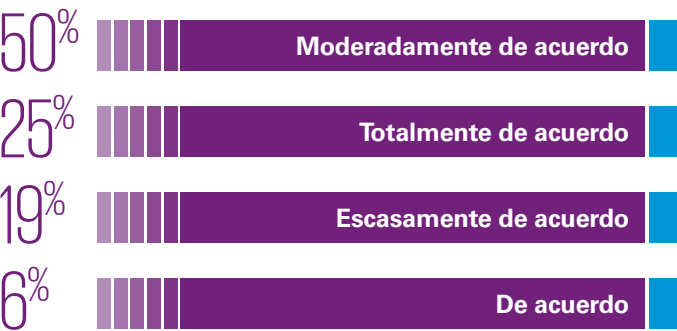 50% Moderadamente de acuerdo
25% Totalmente de acuerdo
19% Escasamente de acuerdo
6% De acuerdo